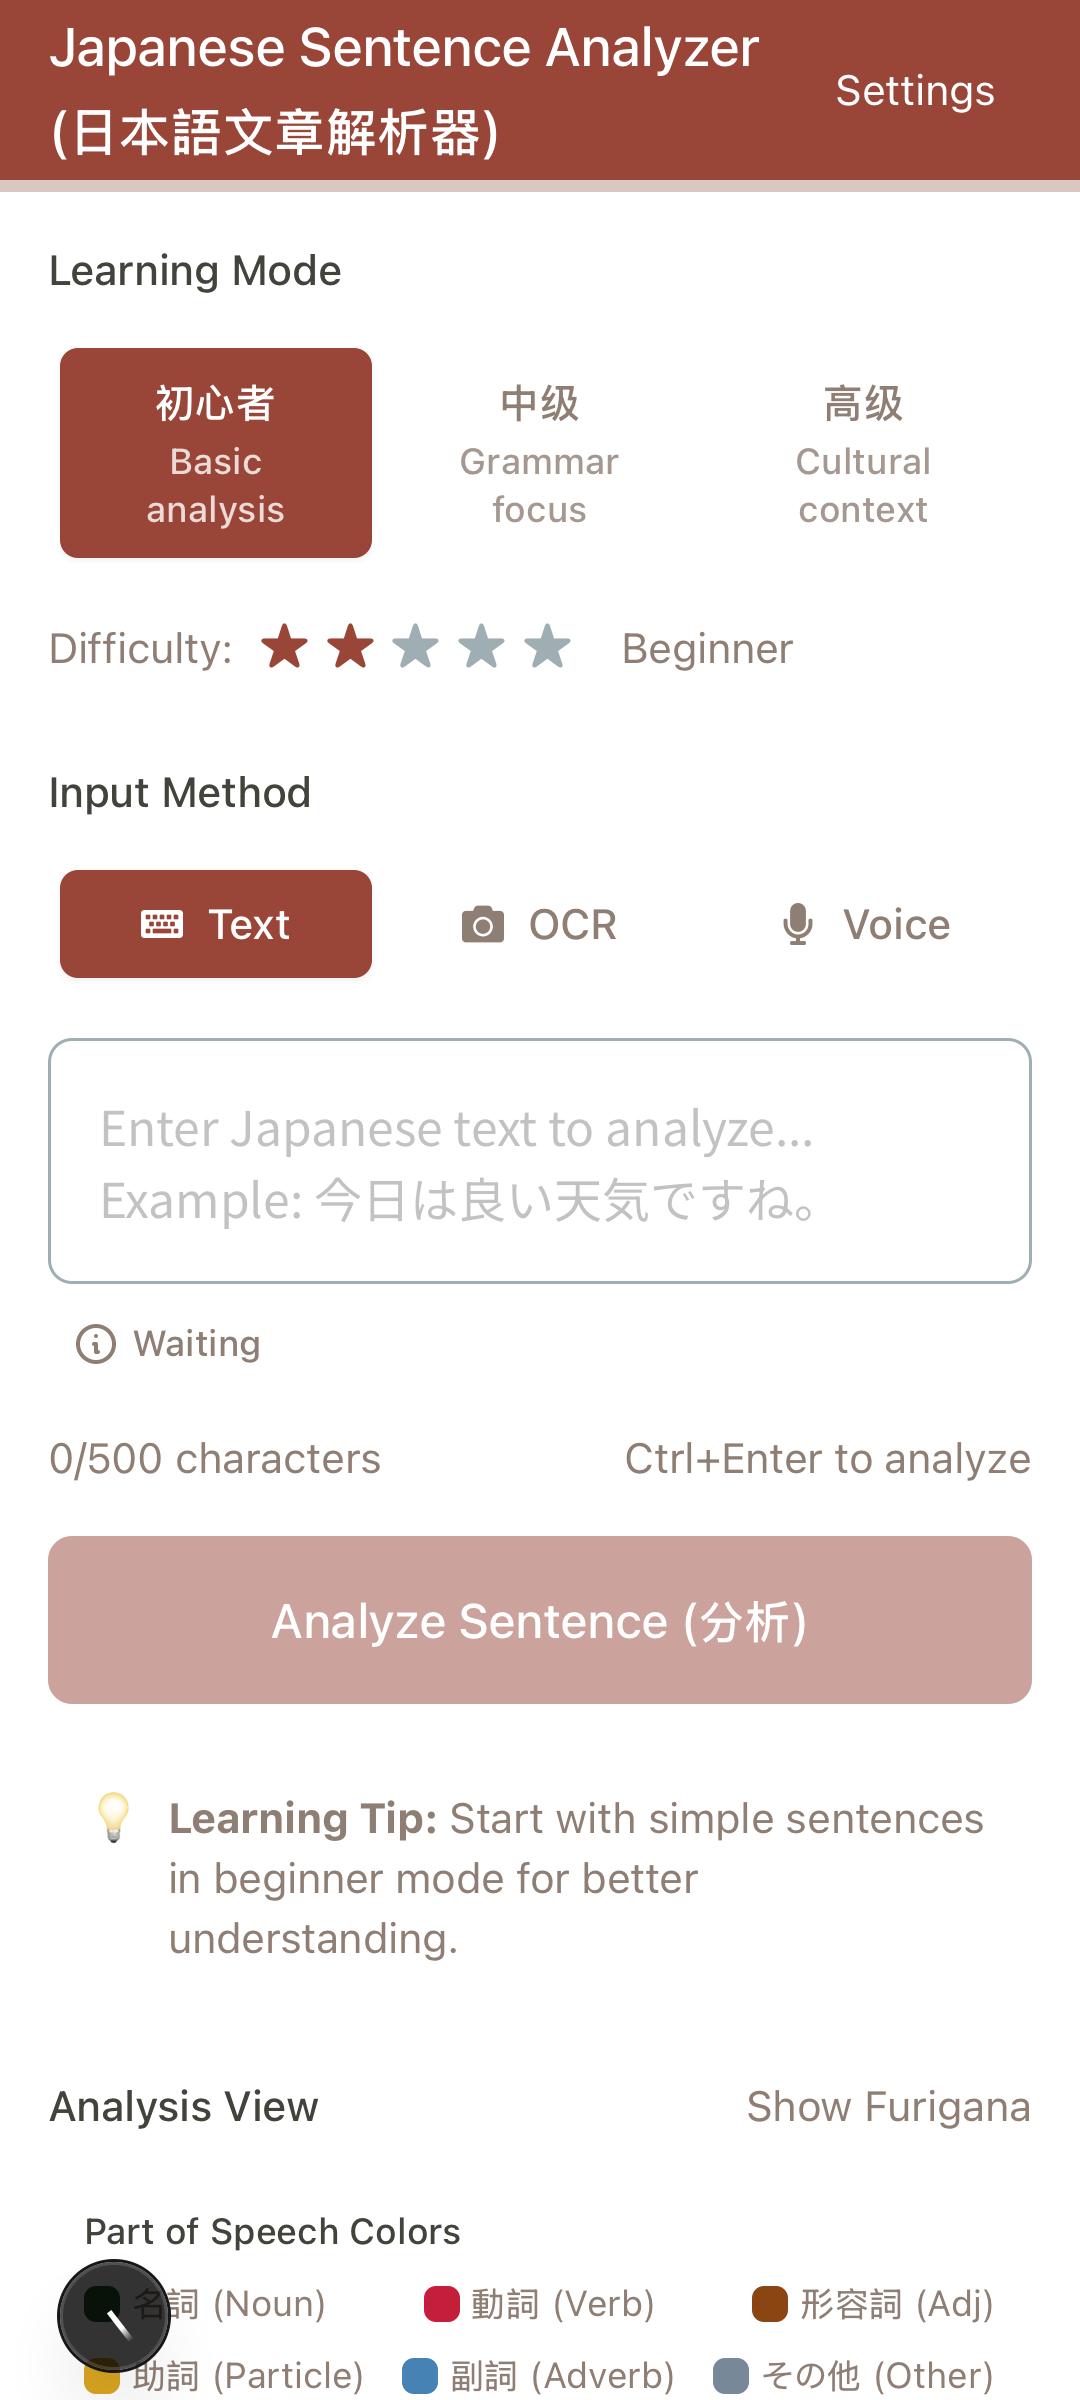 Japanese Sentence Analyzer
(日本語文章解析器)
Settings
Learning Mode
初心者
Basic
analysis
中级
Grammar
focus
高级
Cultural
context
Difficulty:
Beginner
Input Method
Text
OCR
Voice
Enter Japanese text to analyze...
Example: 今日は良い天気ですね。
Waiting
0/500 characters
Ctrl+Enter to analyze
Analyze Sentence (分析)
Learning Tip: Start with simple sentences
in beginner mode for better
understanding.
Analysis View
Show Furigana
Part of Speech Colors
名詞 (Noun)
動詞 (Verb)
形容詞 (Adj)
助詞 (Particle)
副詞 (Adverb)
その他 (Other)